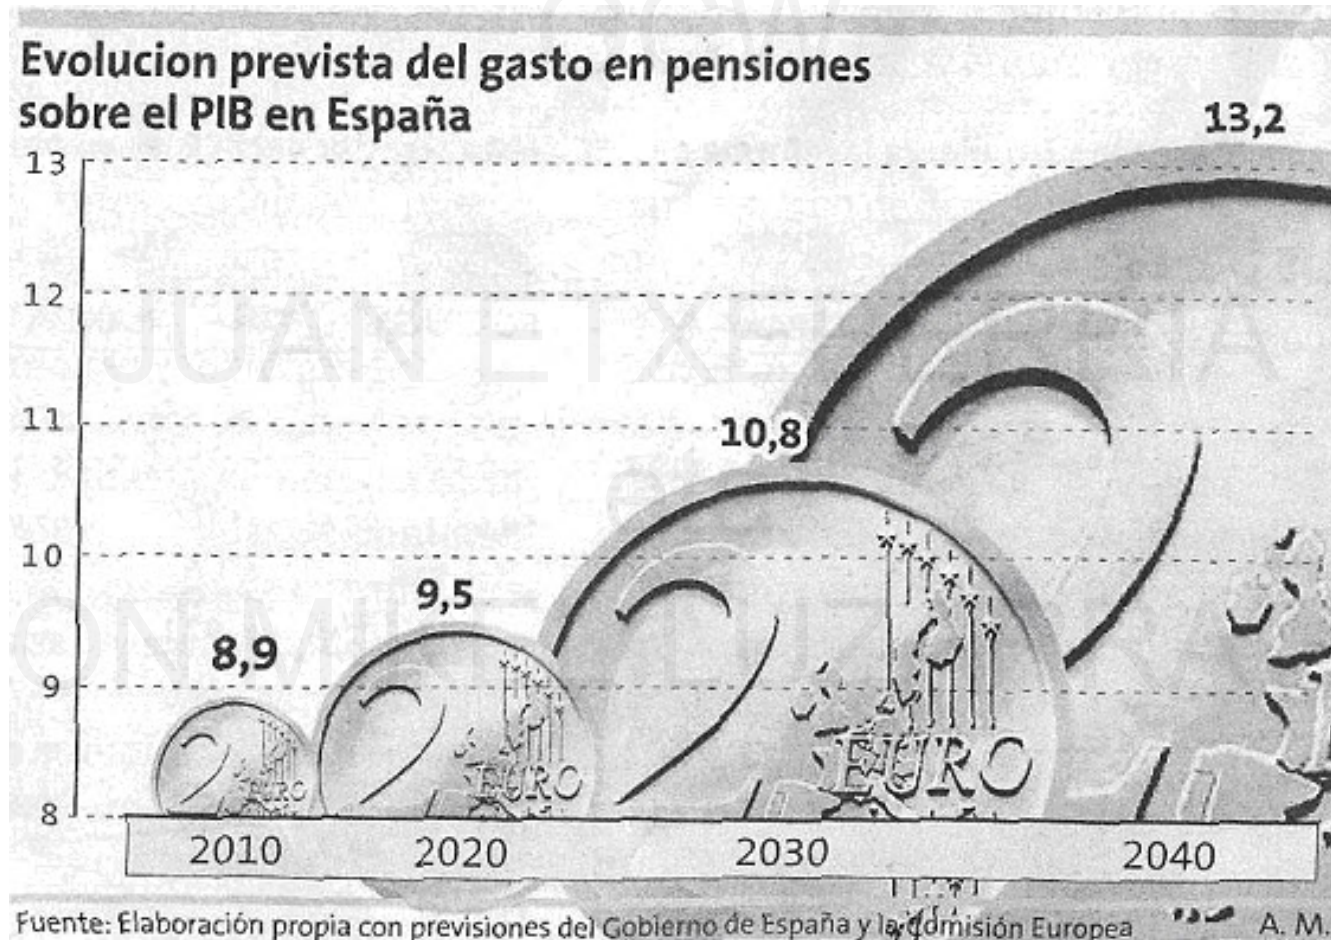 Evolucion prevista del gasto en pensiones
sobre el PIB en España
13,2
13
12
JUAN ETXE
11
10,8
10
9,5
8,9
9
EURO
EURO
EURO
8
2010 2020 2030 2040
Fuente: Elaboración propia con previsiones del Gobierno de España y la Comisión Europea A. M.